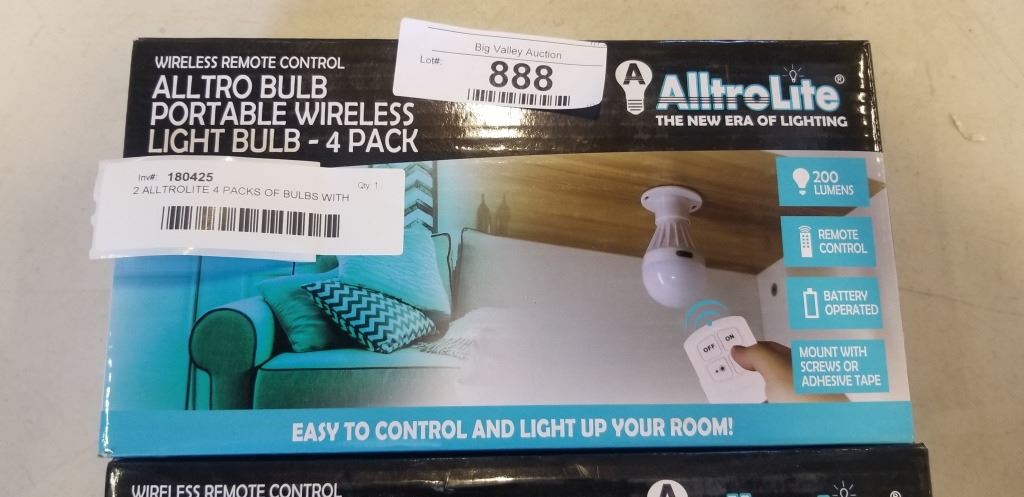 WIRELESS REMOTE CONTROL
ALLTRO BULB
PORTABLE WIRELESS
LIGHT BULB - 4 PACK
Big Valley Auction
Lot#:
888
A
AlltroLite®
THE NEW ERA OF LIGHTING
Inv#: 180425
Qty: 1
2 ALLTROLITE 4 PACKS OF BULBS WITH
200
LUMENS
REMOTE
CONTROL
BATTERY
OPERATED
MOUNT WITH
SCREWS OR
ADHESIVE TAPE
OFF ON
EASY TO CONTROL AND LIGHT UP YOUR ROOM!
WIRELESS REMOTE CONTROL
A